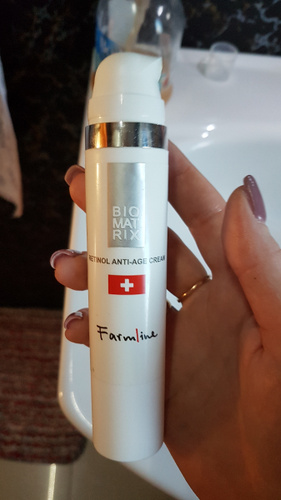 BIO
MAT
RIX
RETINOL ANTI-AGE CREAM
Farmline